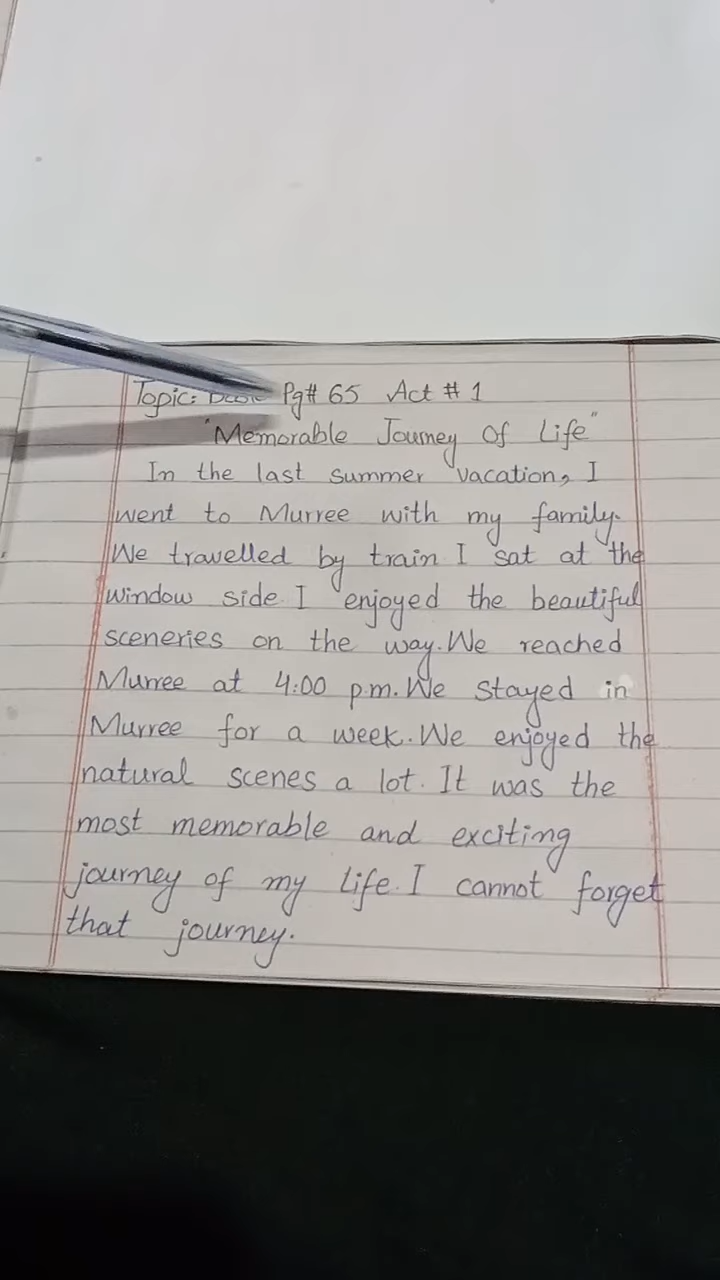 Topic: Pg# 65 Act # 1
"Memorable Journey Of Life"
In the last summer vacation, I
went to Murree with my family.
We travelled by train I sat at the
window side. I enjoyed the beautiful
sceneries on the way. We reached
Murree at 4:00 p.m. We stayed in
Murree for a week. We enjoyed the
natural scenes a lot. It was the
most memorable and exciting
journey of my life. I cannot forget
that journey.